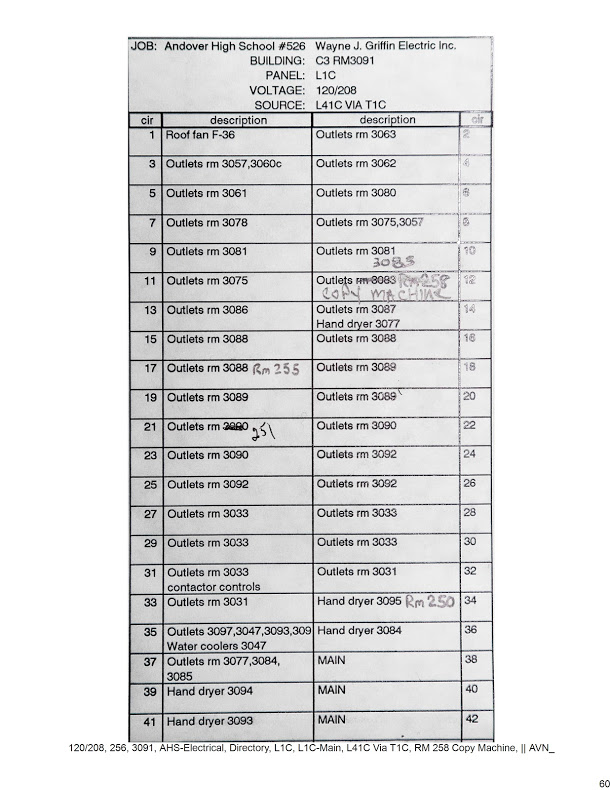 JOB: Andover High School #526 Wayne J. Griffin Electric Inc.
BUILDING: C3 RM3091
PANEL: L1C
VOLTAGE: 120/208
SOURCE: L41C VIA T1C
cir description description cir
1 Roof fan F-36 Outlets rm 3063 2
3 Outlets rm 3057,3060c Outlets rm 3062 4
5 Outlets rm 3061 Outlets rm 3080 6
7 Outlets rm 3078 Outlets rm 3075,3057 8
9 Outlets rm 3081 Outlets rm 3081 10
3085
11 Outlets rm 3075 Outlets rm 3083 Rm 258 12
COPY MACHINE
13 Outlets rm 3086 Outlets rm 3087 14
Hand dryer 3077
15 Outlets rm 3088 Outlets rm 3088 16
17 Outlets rm 3088 Rm 255 Outlets rm 3089 18
19 Outlets rm 3089 Outlets rm 3089 20
21 Outlets rm 251 Outlets rm 3090 22
23 Outlets rm 3090 Outlets rm 3092 24
25 Outlets rm 3092 Outlets rm 3092 26
27 Outlets rm 3033 Outlets rm 3033 28
29 Outlets rm 3033 Outlets rm 3033 30
31 Outlets rm 3033 Outlets rm 3031 32
contactor controls
33 Outlets rm 3031 Hand dryer 3095 Rm 250 34
35 Outlets 3097,3047,3093,309 Hand dryer 3084 36
Water coolers 3047
37 Outlets rm 3077,3084, MAIN 38
3085
39 Hand dryer 3094 MAIN 40
41 Hand dryer 3093 MAIN 42
120/208, 256, 3091, AHS-Electrical, Directory, L1C, L1C-Main, L41C Via T1C, RM 258 Copy Machine, || AVN_
60